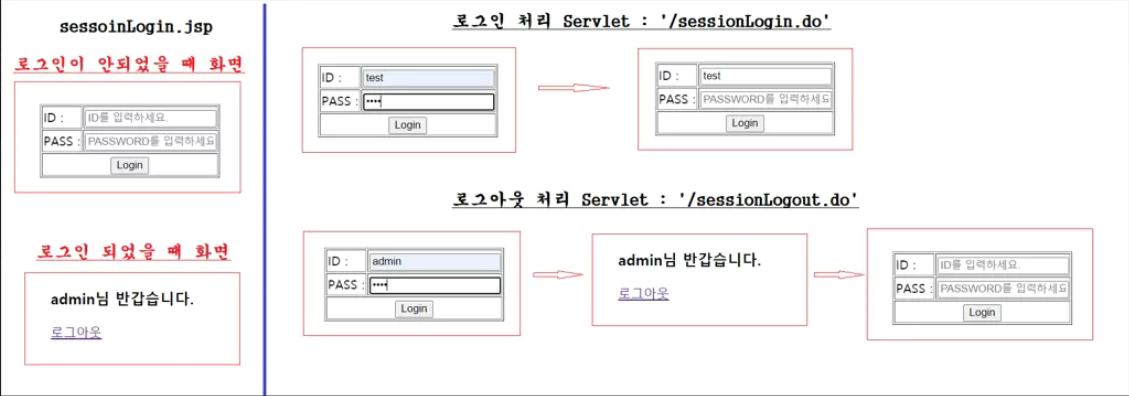 sessoinLogin.jsp
로그인이 안되었을 때 화면
ID : ID를 입력하세요.
PASS : PASSWORD를 입력하세요
Login
로그인 되었을 때 화면
admin님 반갑습니다.
로그아웃
로그인 처리 Servlet : '/sessionLogin.do'
ID : test
PASS : ••••
Login
ID : test
PASS : PASSWORD를 입력하세요
Login
로그아웃 처리 Servlet : '/sessionLogout.do'
ID : admin
PASS : ••••
Login
admin님 반갑습니다.
로그아웃
ID : ID를 입력하세요.
PASS : PASSWORD를 입력하세요
Login